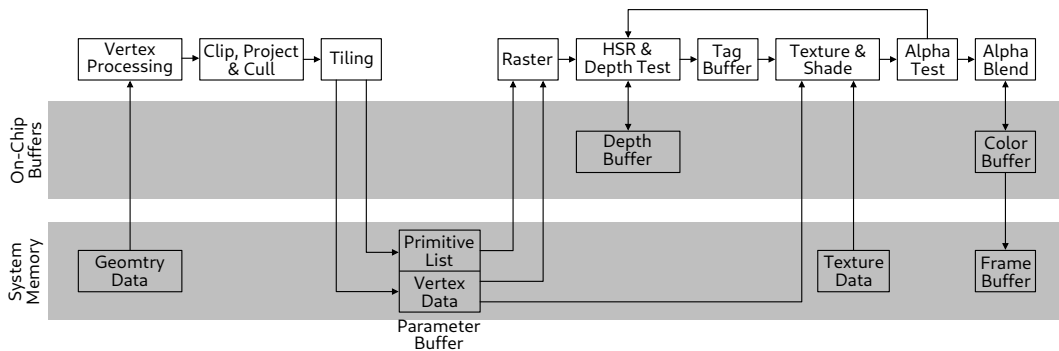 Vertex
Processing
Clip, Project
& Cull
Tiling
Raster
HSR &
Depth Test
Tag
Buffer
Texture &
Shade
Alpha
Test
Alpha
Blend
On-Chip
Buffers
Depth
Buffer
Color
Buffer
System
Memory
Geomtry
Data
Primitive
List
Vertex
Data
Texture
Data
Frame
Buffer
Parameter
Buffer